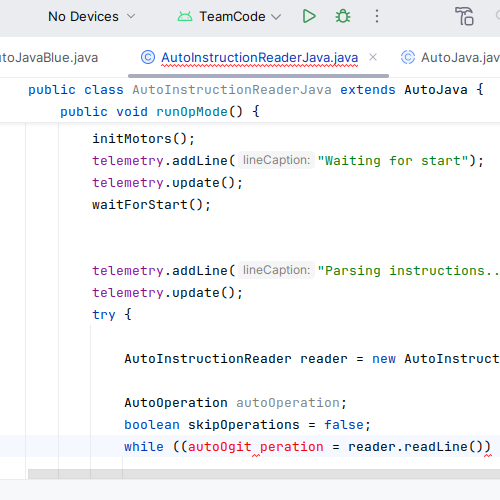 No Devices TeamCode
toJavaBlue.java AutoInstructionReaderJava.java AutoJava.jav
public class AutoInstructionReaderJava extends AutoJava {
public void runOpMode() {
initMotors();
telemetry.addLine( lineCaption: "Waiting for start");
telemetry.update();
waitForStart();
telemetry.addLine( lineCaption: "Parsing instructions..
telemetry.update();
try {
AutoInstructionReader reader = new AutoInstruct
AutoOperation autoOperation;
boolean skipOperations = false;
while ((autoOgit peration = reader.readLine())